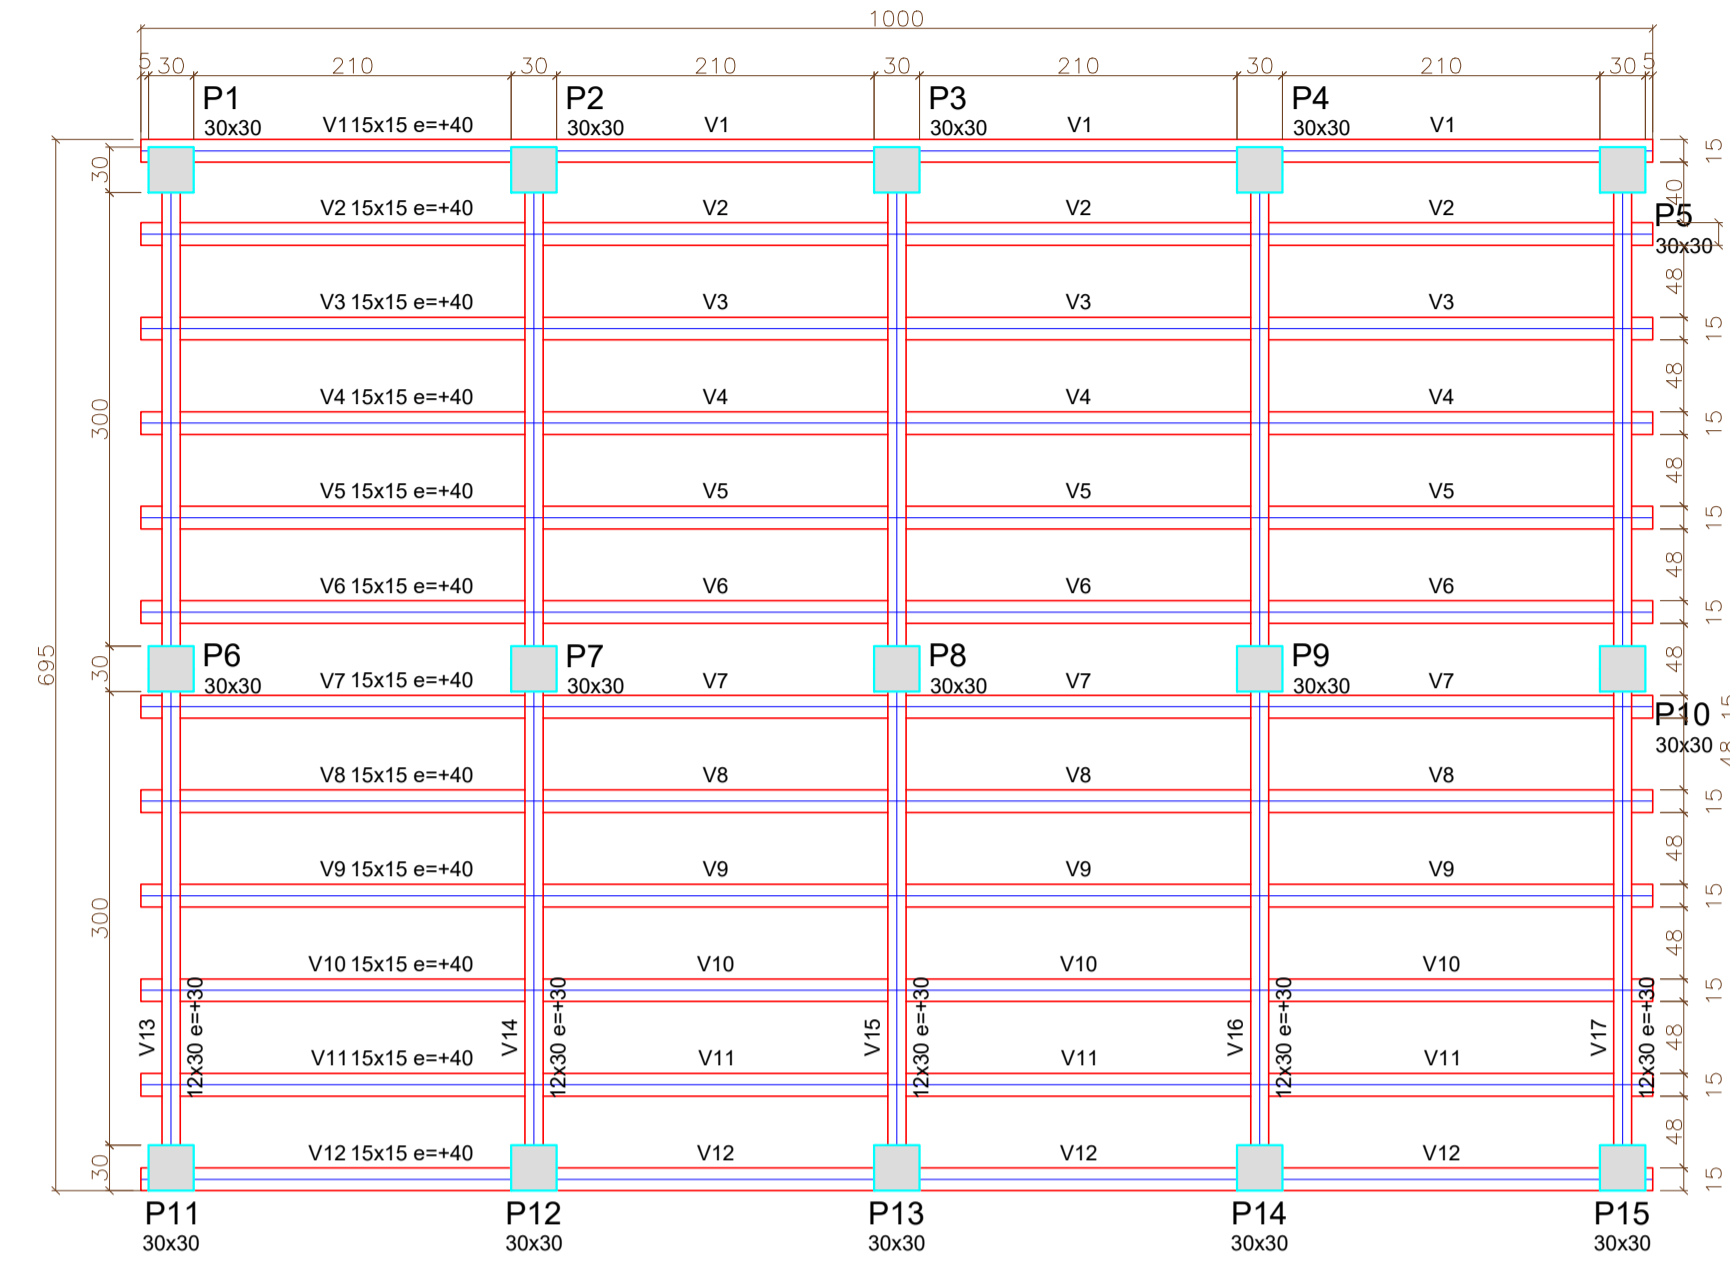 1000
5 30 210 30 210 30 210 30 210 30 5
P1 P2 P3 P4
30x30 30x30 30x30 30x30
V1 15x15 e=+40 V1 V1 V1
15
30
40
V2 15x15 e=+40 V2 V2 V2
P5
30x30
48
V3 15x15 e=+40 V3 V3 V3
15
48
V4 15x15 e=+40 V4 V4 V4
300
15
48
V5 15x15 e=+40 V5 V5 V5
15
48
V6 15x15 e=+40 V6 V6 V6
15
695
30
P6 P7 P8 P9
30x30 30x30 30x30 30x30
48
V7 15x15 e=+40 V7 V7 V7
15
P10
30x30
48
V8 15x15 e=+40 V8 V8 V8
15
48
V9 15x15 e=+40 V9 V9 V9
15
300
48
V10 15x15 e=+40 V10 V10 V10
15
V13 12x30 e=+30
V14 12x30 e=+30
V15 12x30 e=+30
V16 12x30 e=+30
V17 12x30 e=+30
48
V11 15x15 e=+40 V11 V11 V11
15
48
V12 15x15 e=+40 V12 V12 V12
30
15
P11 P12 P13 P14 P15
30x30 30x30 30x30 30x30 30x30